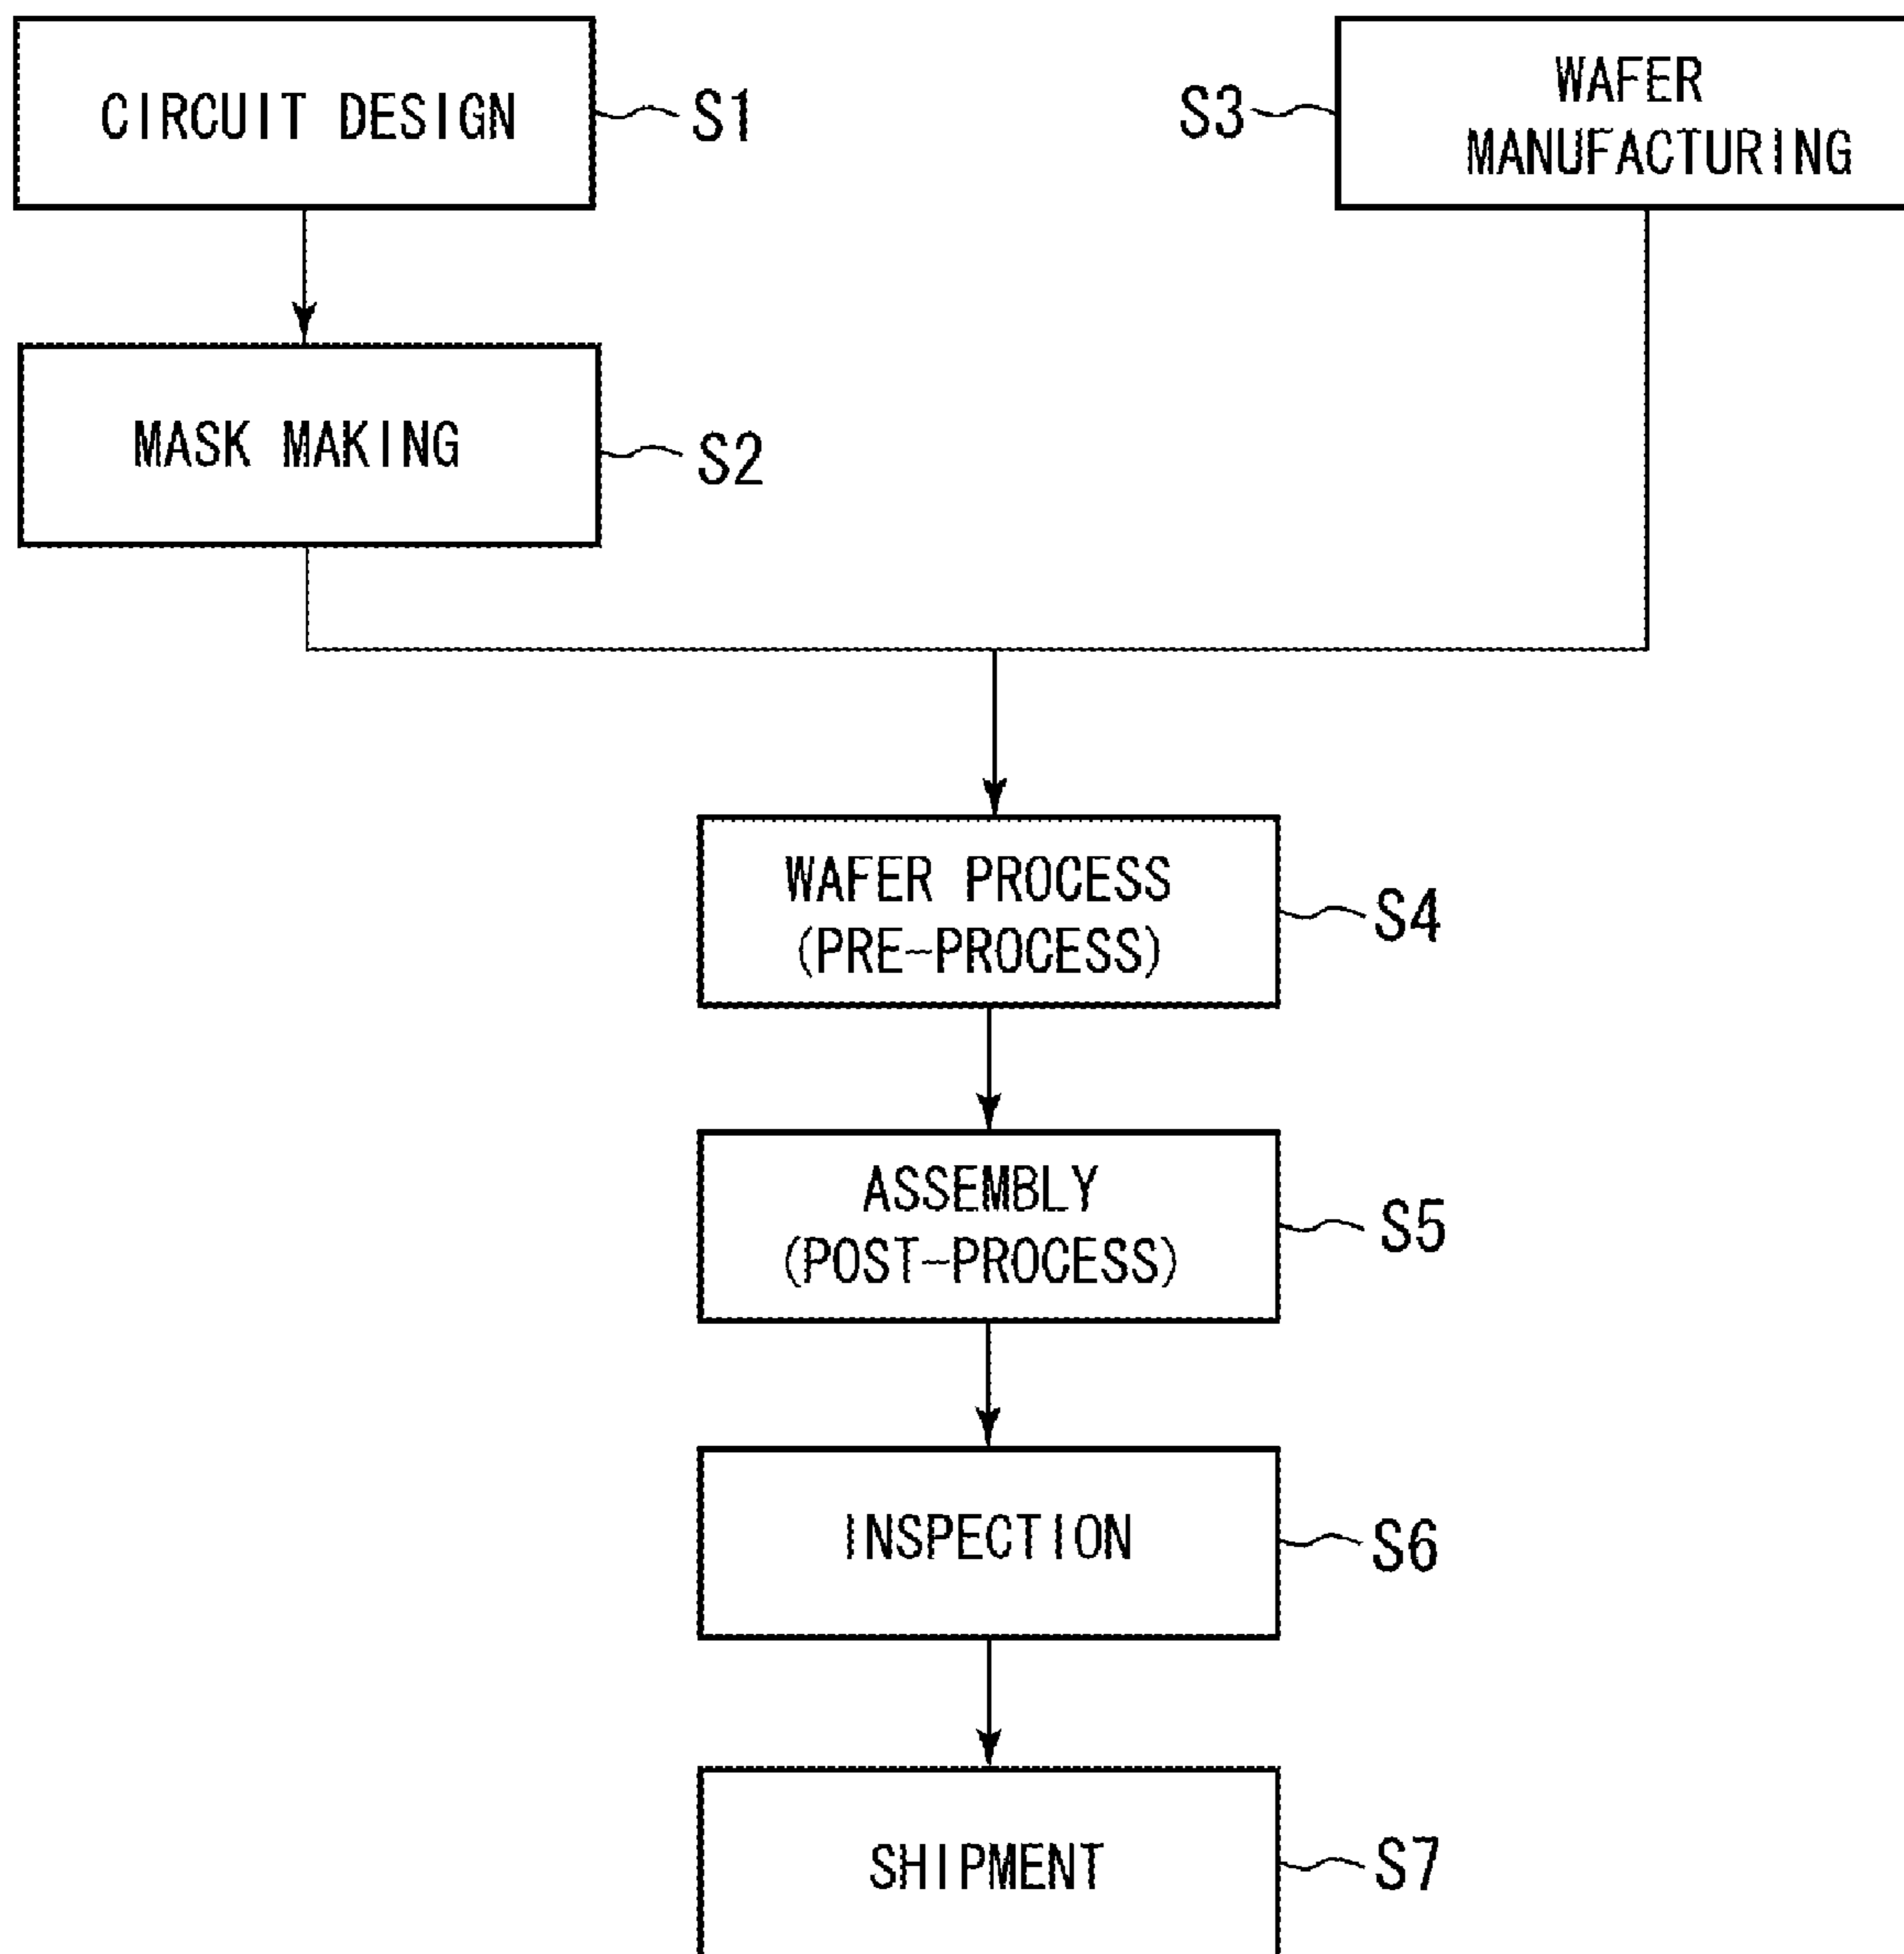 CIRCUIT DESIGN
S1
S3
WAFER
MANUFACTURING
MASK MAKING
S2
WAFER PROCESS
(PRE-PROCESS)
S4
ASSEMBLY
(POST-PROCESS)
S5
INSPECTION
S6
SHIPMENT
S7